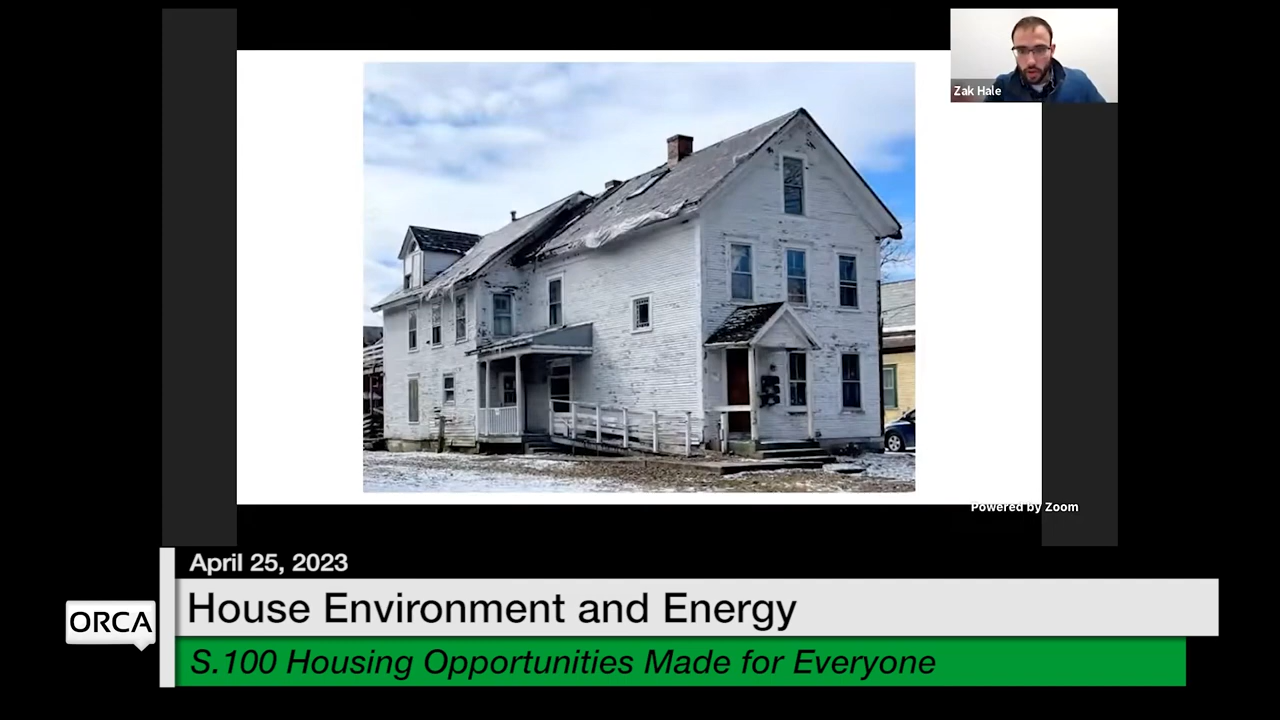 Zak Hale
Powered by Zoom
April 25, 2023
House Environment and Energy
ORCA
S.100 Housing Opportunities Made for Everyone